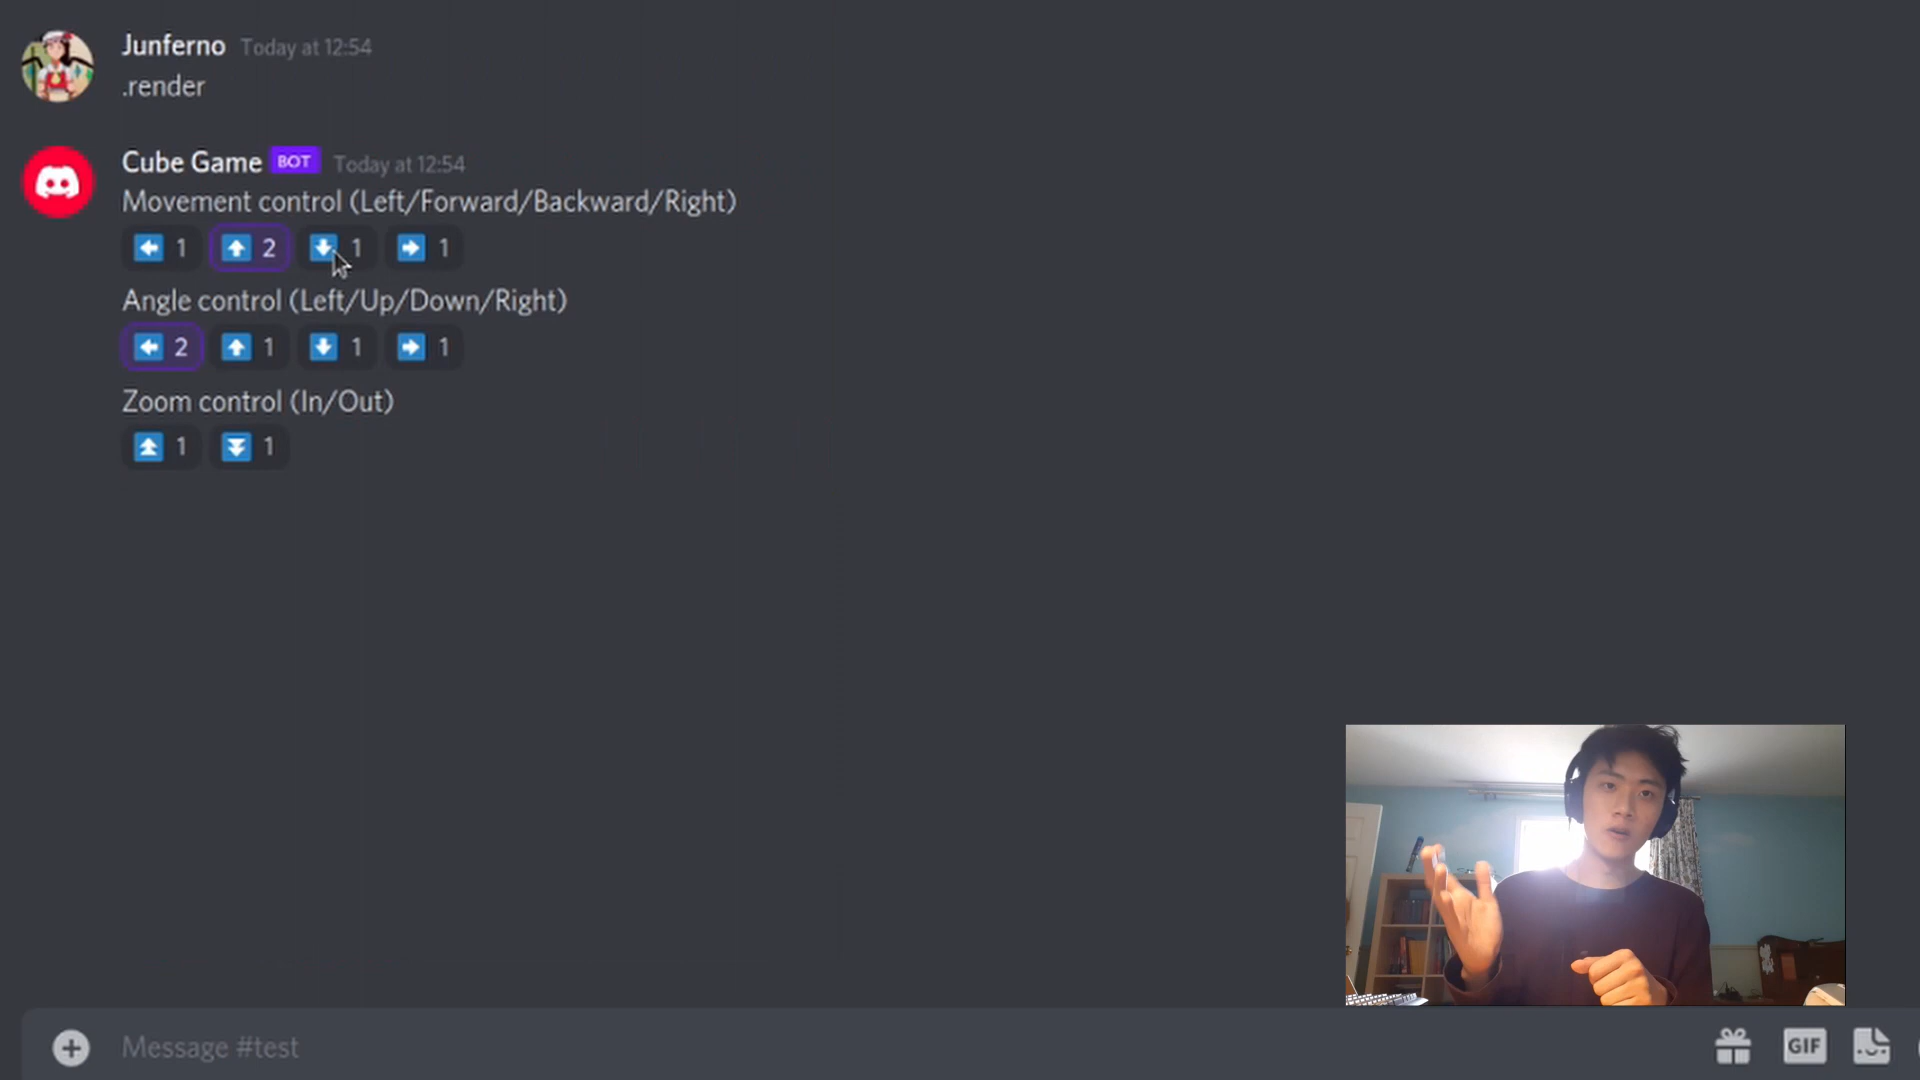 Junferno Today at 12:54
.render
Cube Game BOT Today at 12:54
Movement control (Left/Forward/Backward/Right)
1 2 1 1
Angle control (Left/Up/Down/Right)
2 1 1 1
Zoom control (In/Out)
1 1
Message #test
GIF